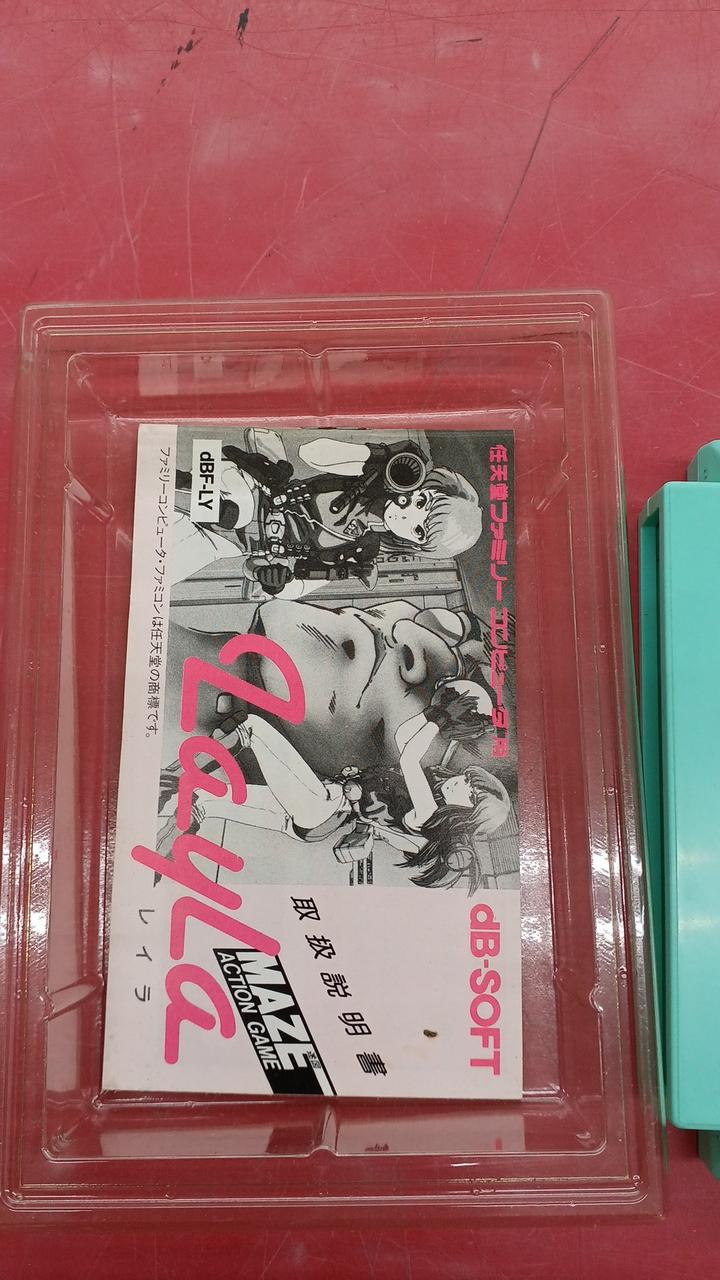 任天堂ファミリーコンピュータ用
dB-SOFT
取扱説明書
迷路
MAZE
ACTION GAME
Layla
レイラ
dBF-LY
ファミリーコンピュータ・ファミコンは任天堂の商標です。